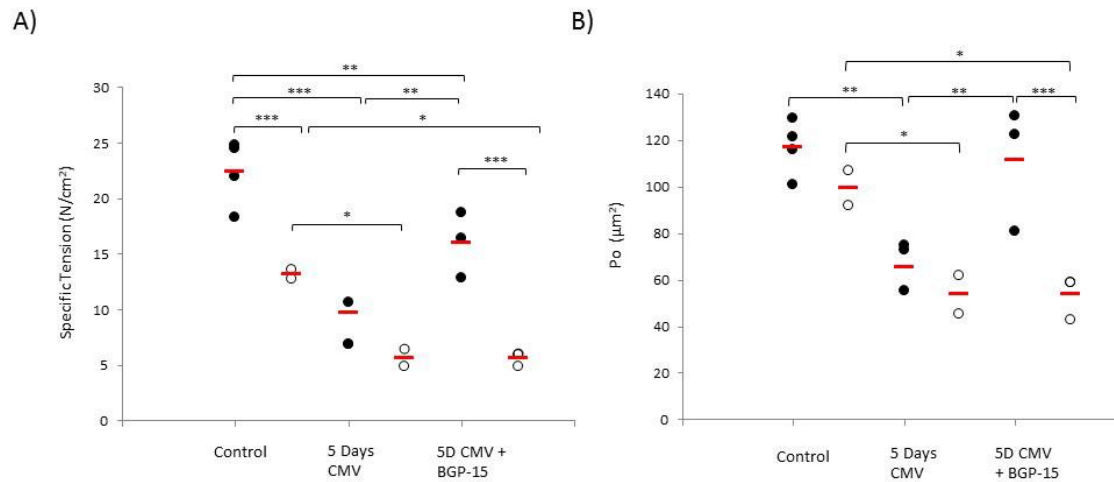 A)
B)
**
***
**
***
*
***
*
*
**
**
***
*
30
25
20
15
10
5
0
Specific Tension (N/cm²)
140
120
100
80
60
40
20
0
Po (µm²)
Control
5 Days
CMV
5D CMV +
BGP-15
Control
5 Days
CMV
5D CMV
+ BGP-15